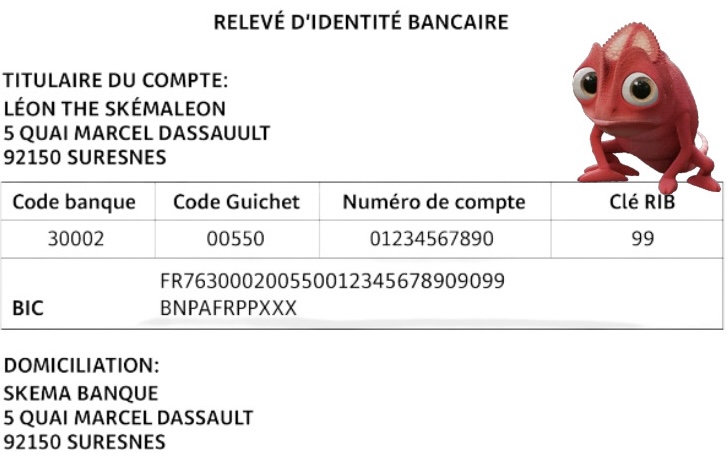 RELEVÉ D'IDENTITÉ BANCAIRE
TITULAIRE DU COMPTE:
LÉON THE SKÉMALEON
5 QUAI MARCEL DASSAUULT
92150 SURESNES
Code banque Code Guichet Numéro de compte Clé RIB
30002 00550 01234567890 99
FR7630002005500012345678909099
BIC BNPAFRPPXXX
DOMICILIATION:
SKEMA BANQUE
5 QUAI MARCEL DASSAULT
92150 SURESNES